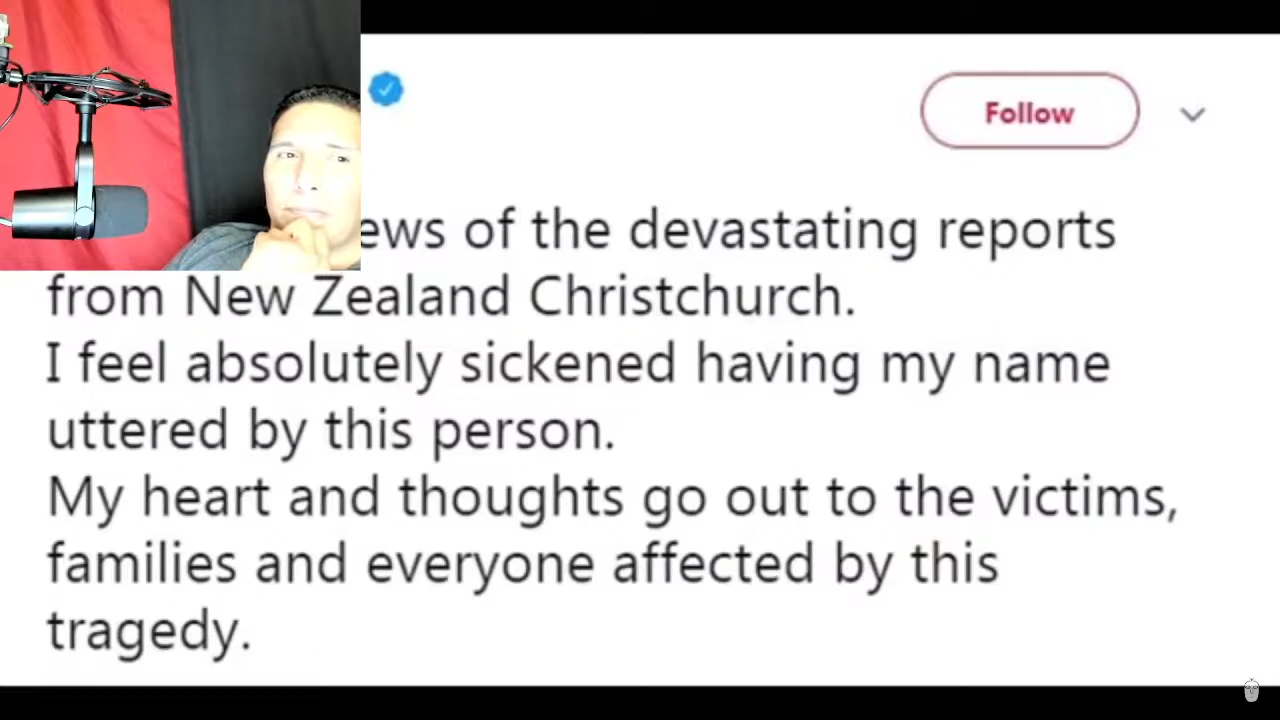 Follow
of the devastating reports
from New Zealand Christchurch.
I feel absolutely sickened having my name
uttered by this person.
My heart and thoughts go out to the victims,
families and everyone affected by this
tragedy.